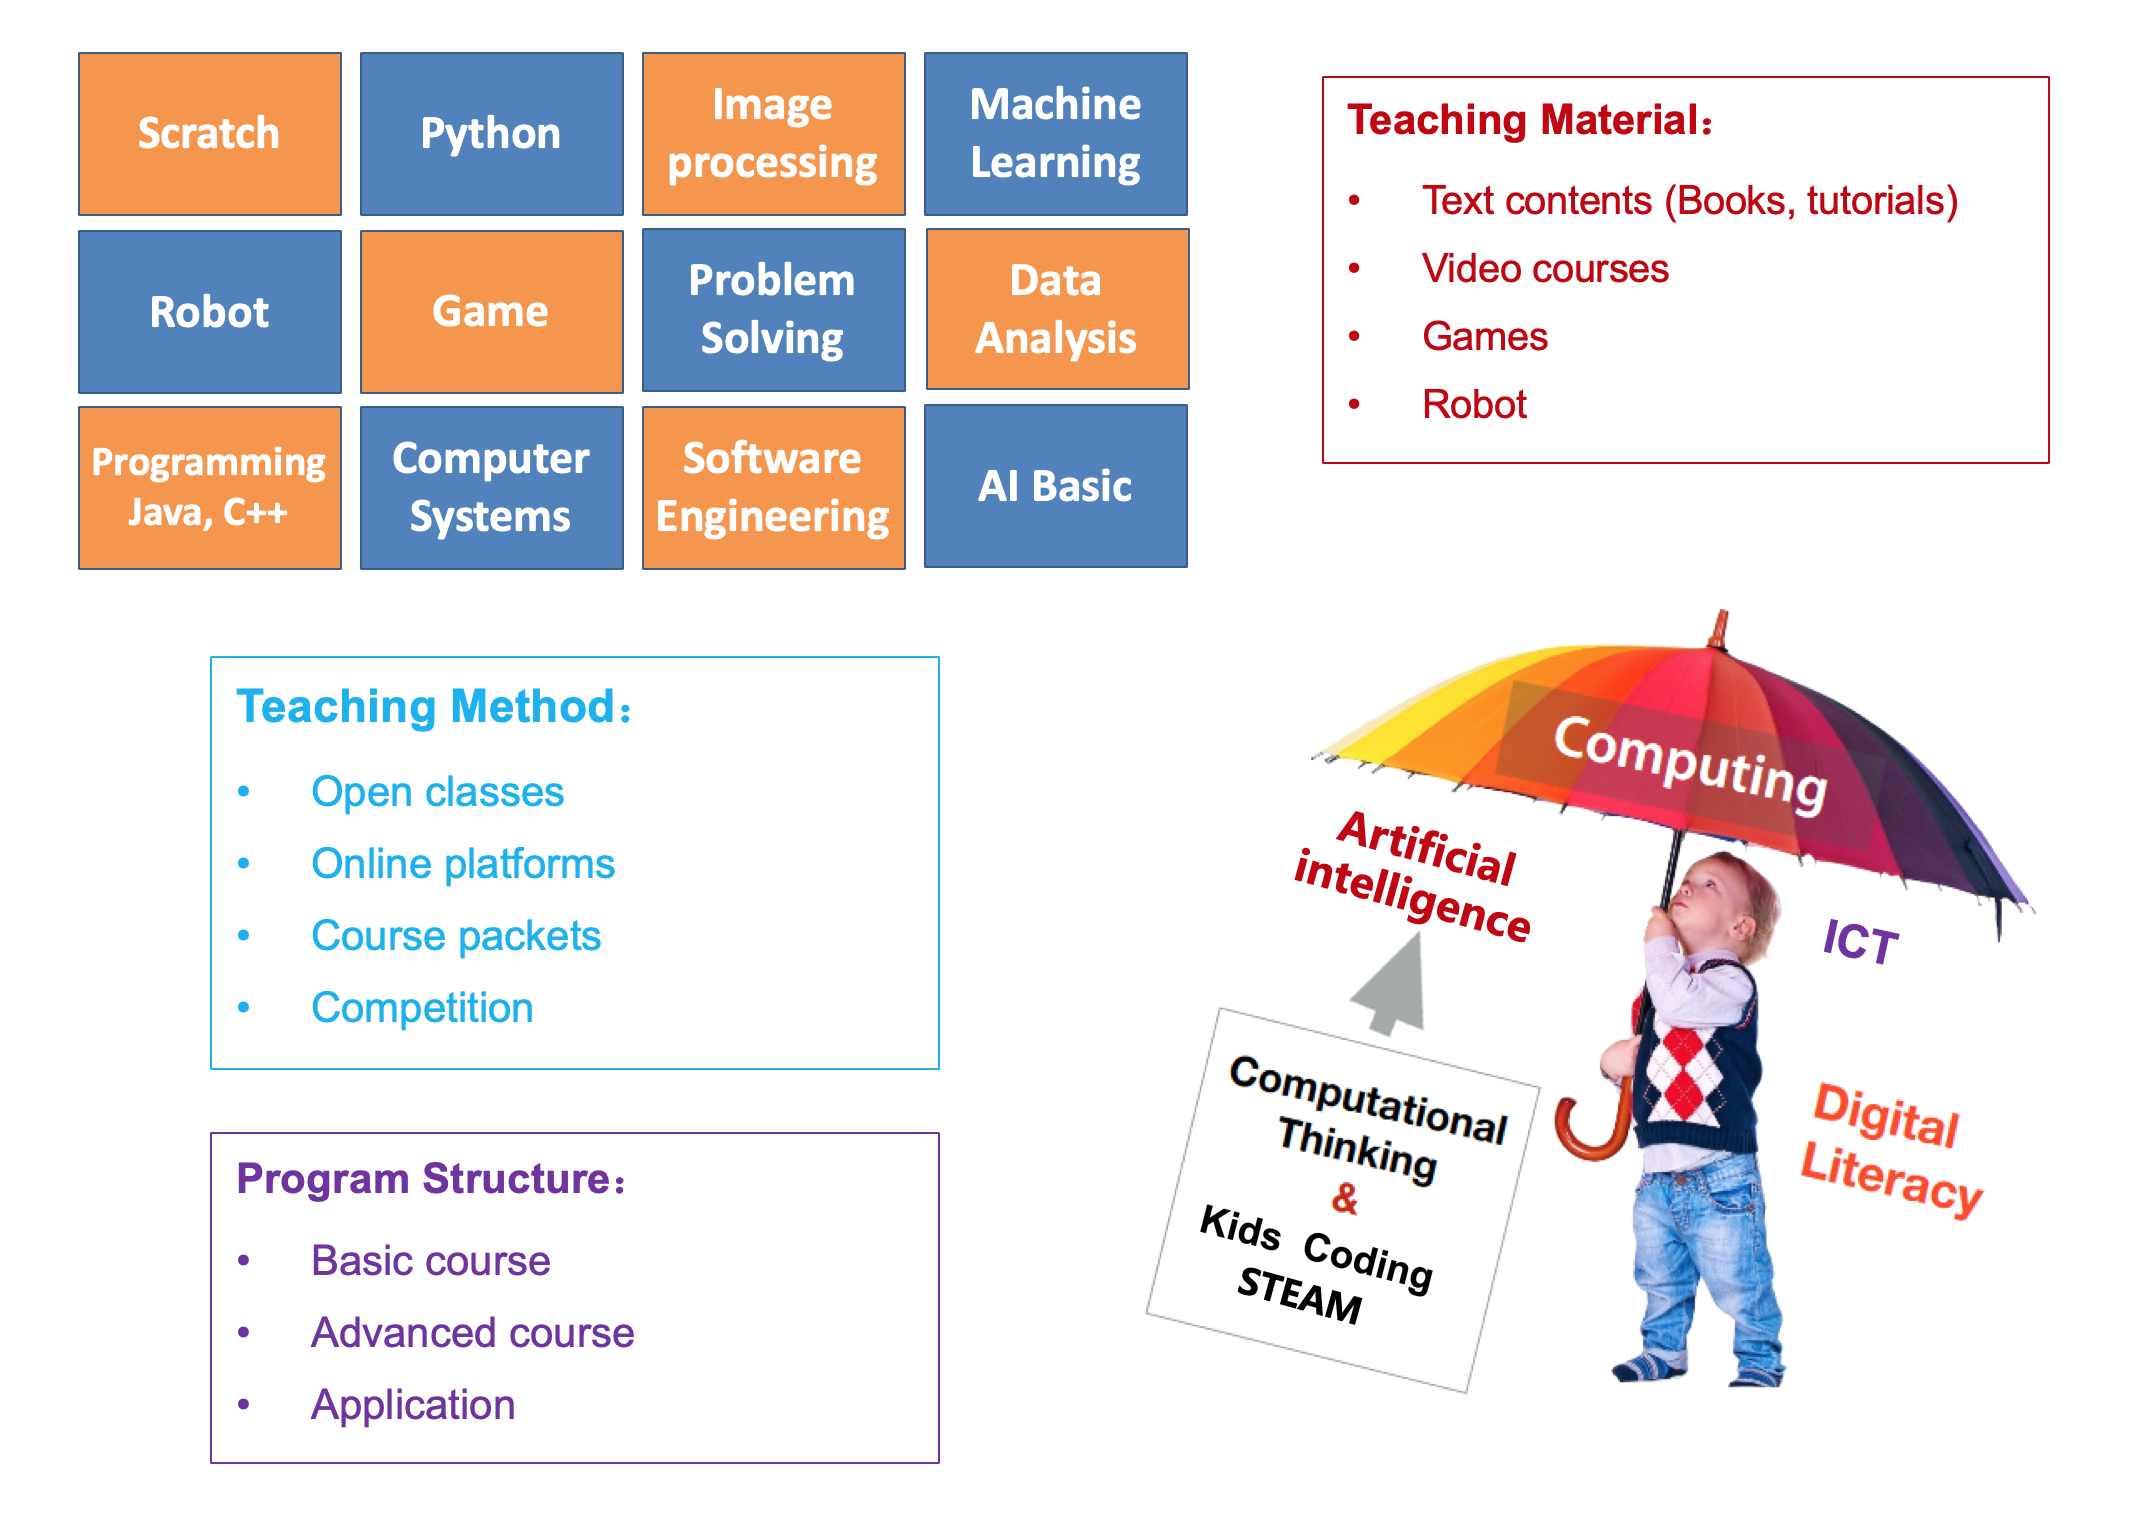 Scratch
Python
Image
processing
Machine
Learning
Robot
Game
Problem
Solving
Data
Analysis
Programming
Java, C++
Computer
Systems
Software
Engineering
AI Basic
Teaching Material：
• Text contents (Books, tutorials)
• Video courses
• Games
• Robot
Teaching Method：
• Open classes
• Online platforms
• Course packets
• Competition
Program Structure：
• Basic course
• Advanced course
• Application
Computing
Artificial
intelligence
ICT
Digital
Literacy
Computational
Thinking
&
Kids Coding
STEAM